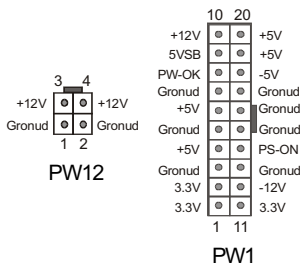 10 20
+12V +5V
5VSB +5V
PW-OK -5V
Gronud Gronud
+5V Gronud
Gronud Gronud
+5V PS-ON
Gronud Gronud
3.3V -12V
3.3V 3.3V
1 11
PW1
3 4
+12V +12V
Gronud Gronud
1 2
PW12